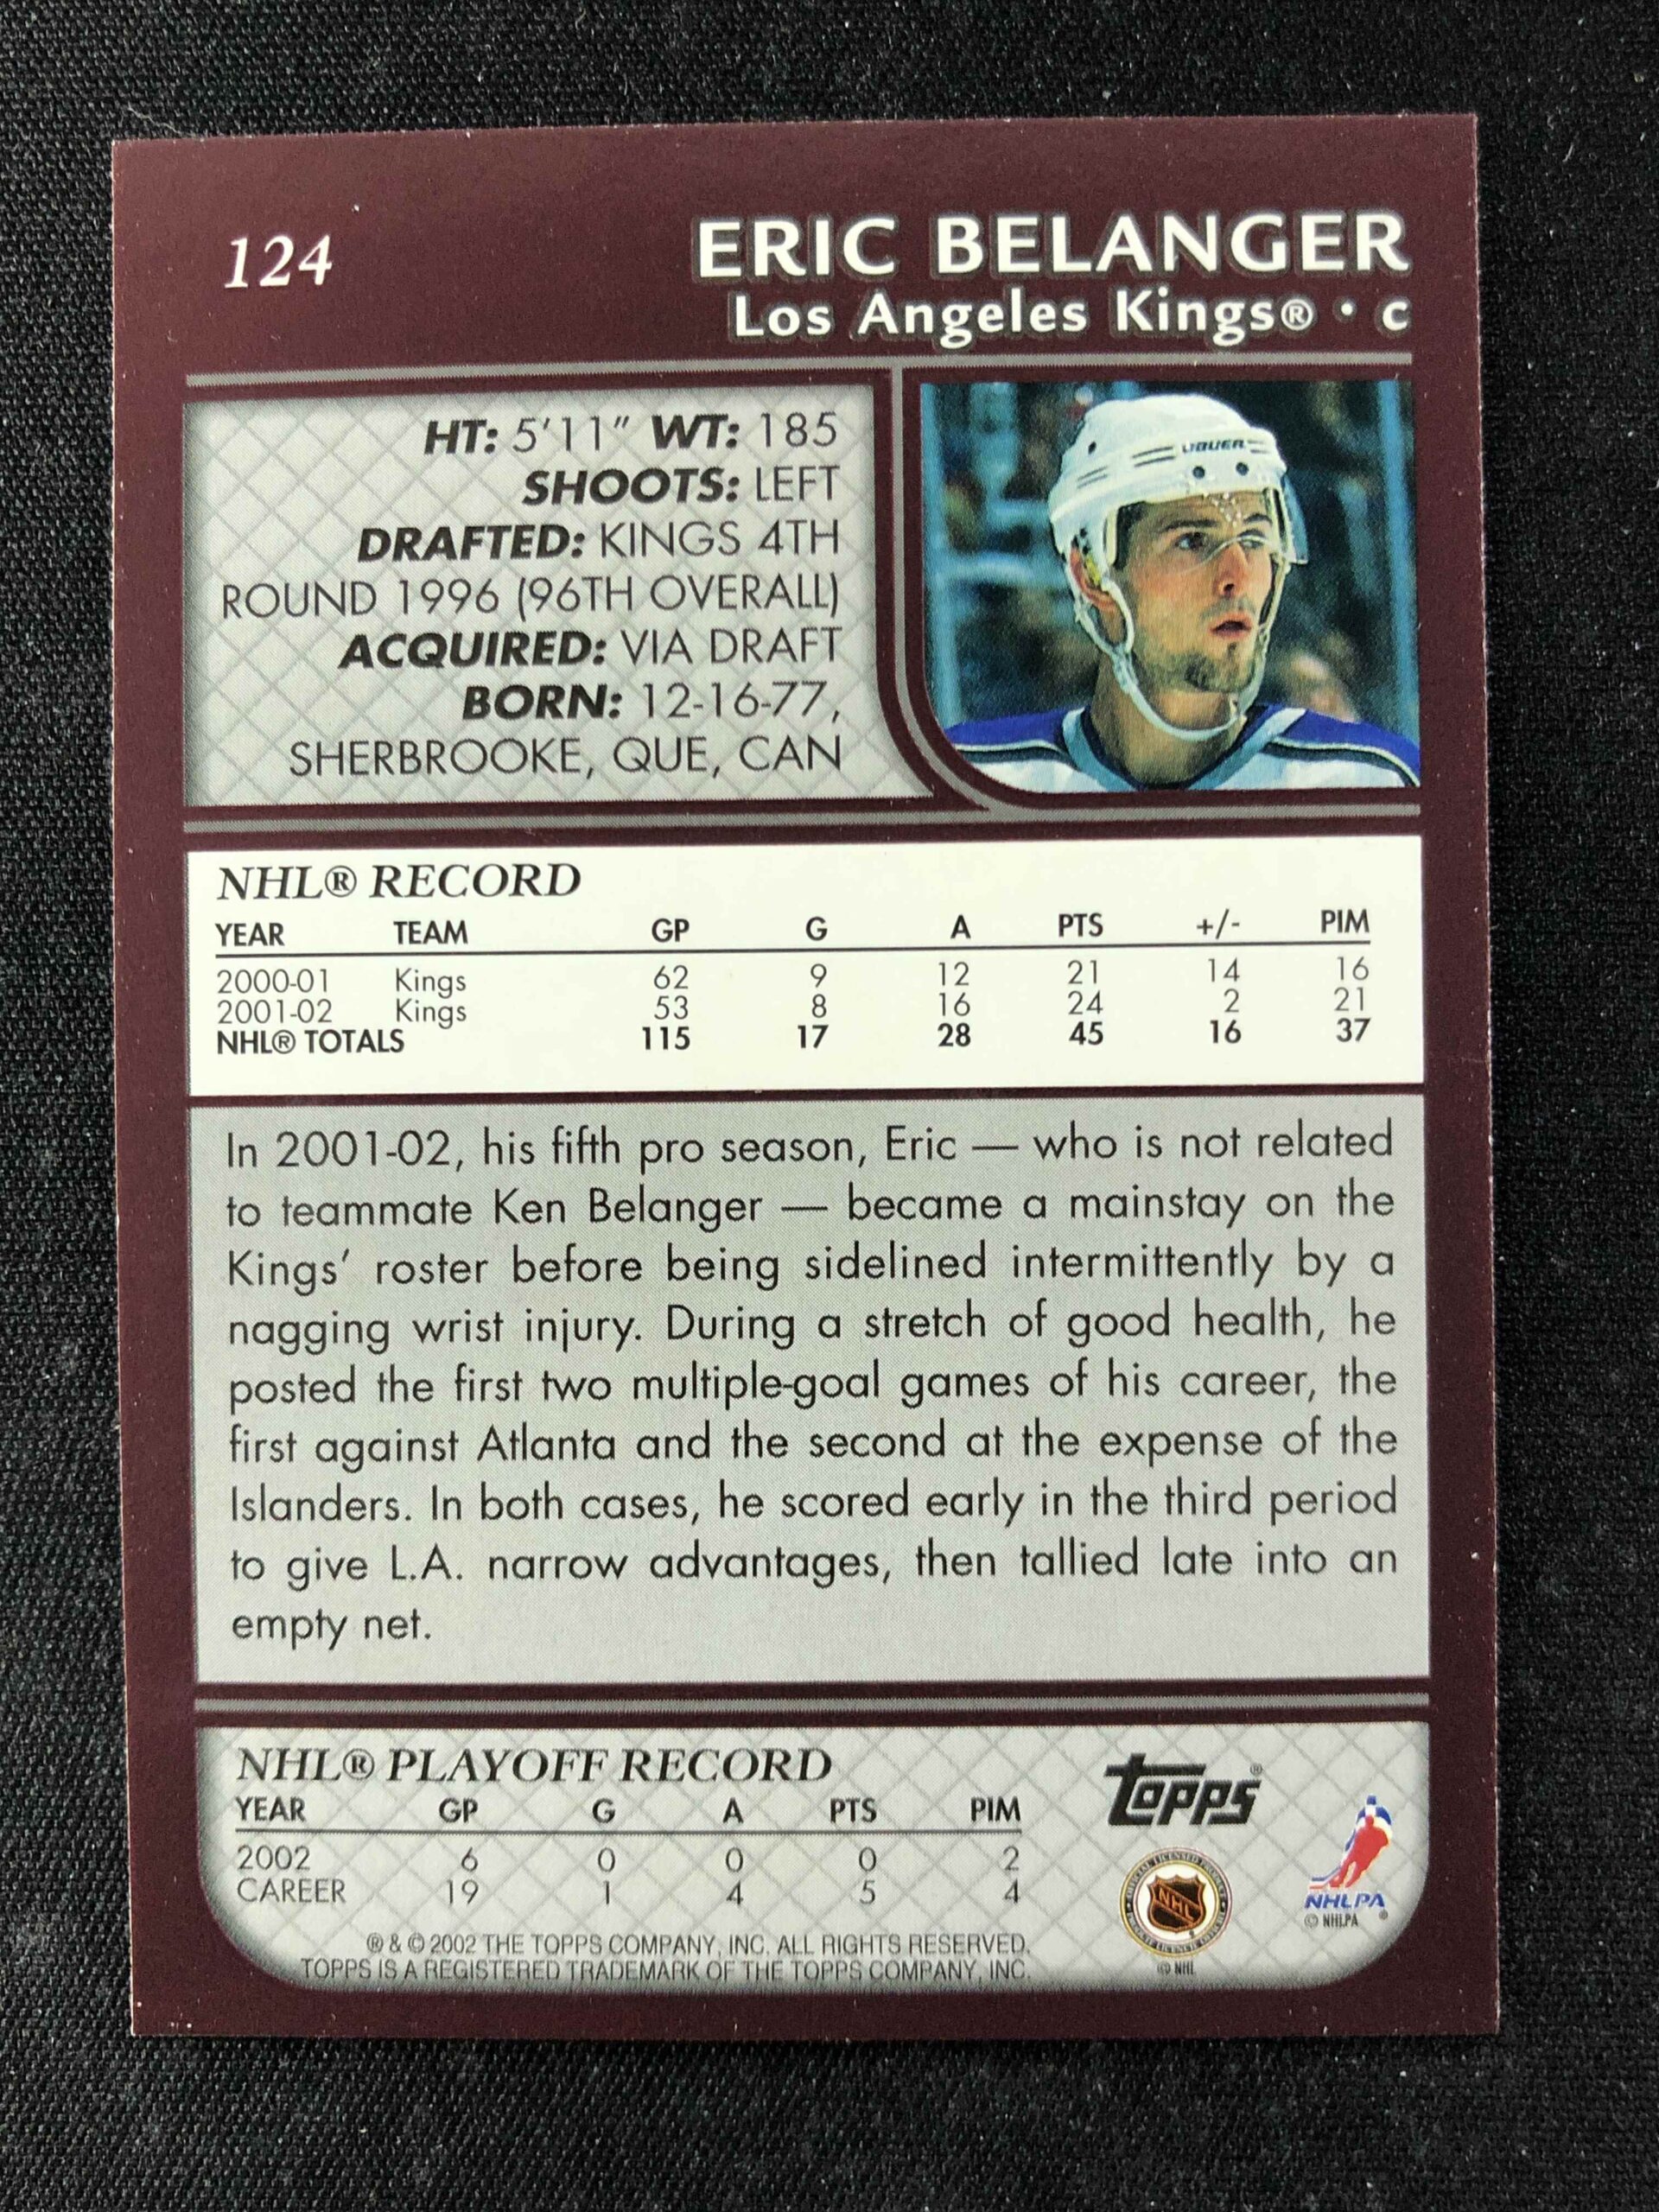 124
ERIC BELANGER
Los Angeles Kings® • C
HT: 5'11" WT: 185
SHOOTS: LEFT
DRAFTED: KINGS 4TH
ROUND 1996 (96TH OVERALL)
ACQUIRED: VIA DRAFT
BORN: 12-16-77,
SHERBROOKE, QUE, CAN
BAUER
NHL® RECORD
YEAR TEAM GP G A PTS +/- PIM
2000-01 Kings 62 9 12 21 14 16
2001-02 Kings 53 8 16 24 2 21
NHL® TOTALS 115 17 28 45 16 37
In 2001-02, his fifth pro season, Eric — who is not related
to teammate Ken Belanger — became a mainstay on the
Kings' roster before being sidelined intermittently by a
nagging wrist injury. During a stretch of good health, he
posted the first two multiple-goal games of his career, the
first against Atlanta and the second at the expense of the
Islanders. In both cases, he scored early in the third period
to give L.A. narrow advantages, then tallied late into an
empty net.
NHL® PLAYOFF RECORD
YEAR GP G A PTS PIM
2002 6 0 0 0 2
CAREER 19 1 4 5 4
® & © 2002 THE TOPPS COMPANY, INC. ALL RIGHTS RESERVED.
TOPPS IS A REGISTERED TRADEMARK OF THE TOPPS COMPANY, INC.
Topps®
NHL
© NHL
NHLPA®
© NHLPA